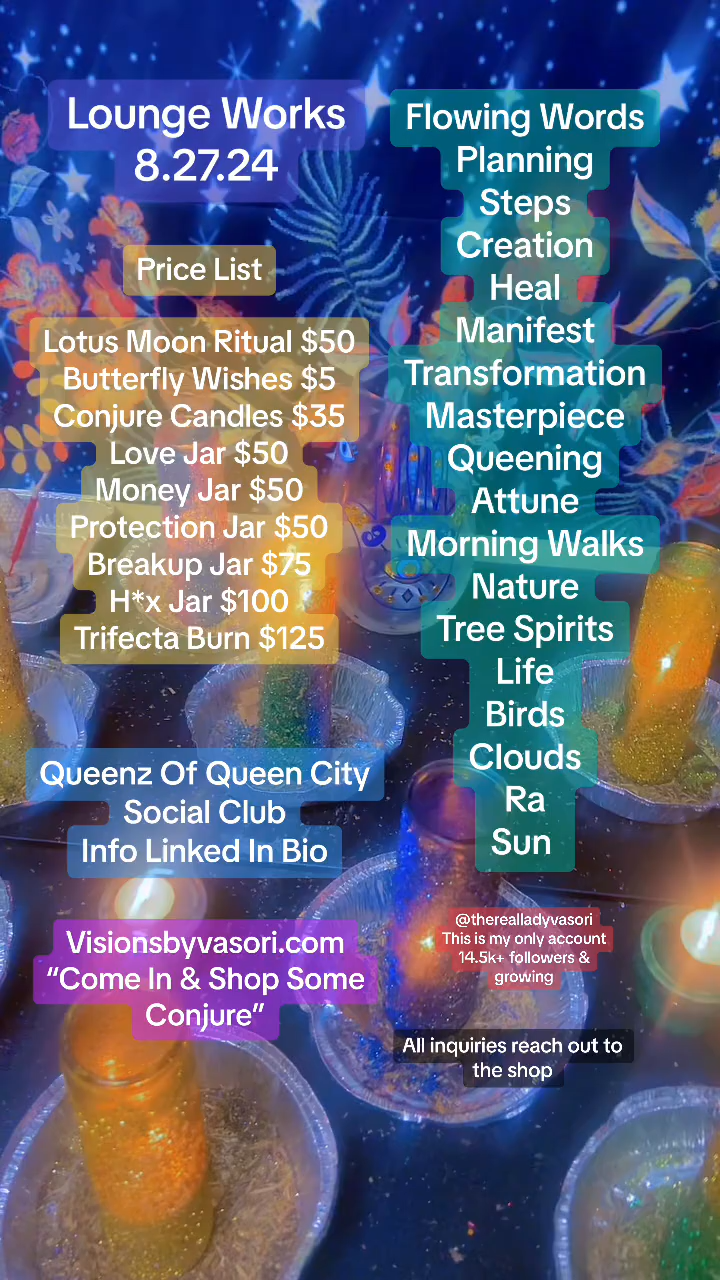 Lounge Works
8.27.24
Price List
Lotus Moon Ritual $50
Butterfly Wishes $5
Conjure Candles $35
Love Jar $50
Money Jar $50
Protection Jar $50
Breakup Jar $75
H*x Jar $100
Trifecta Burn $125
Queenz Of Queen City
Social Club
Info Linked In Bio
Visionsbyvasori.com
“Come In & Shop Some
Conjure”
Flowing Words
Planning
Steps
Creation
Heal
Manifest
Transformation
Masterpiece
Queening
Attune
Morning Walks
Nature
Tree Spirits
Life
Birds
Clouds
Ra
Sun
@therealladyvasori
This is my only account
14.5k+ followers &
growing
All inquiries reach out to
the shop